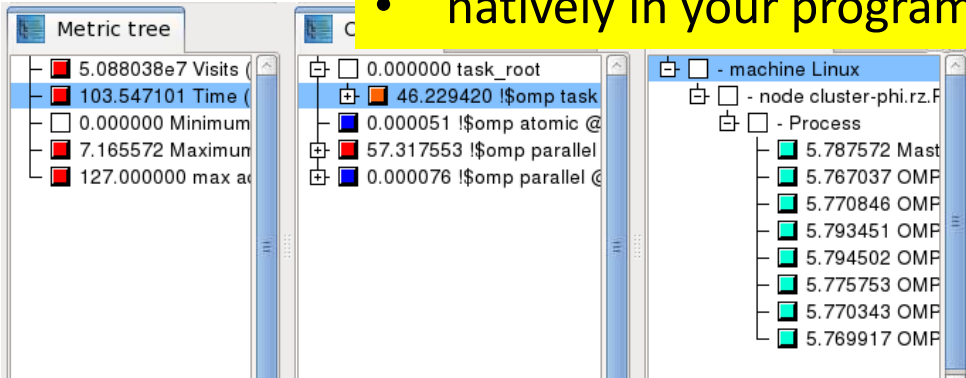 • natively in your program
Metric tree
5.088038e7 Visits (
103.547101 Time (
0.000000 Minimum
7.165572 Maximum
127.000000 max
0.000000 task_root
46.229420 !$omp task
0.000051 !$omp atomic @
57.317553 !$omp parallel
0.000076 !$omp parallel @
- machine Linux
- node cluster-phi.rz.
- Process
5.787572 Mast
5.767037 OMP
5.770846 OMP
5.793451 OMP
5.794502 OMP
5.775753 OMP
5.770343 OMP
5.769917 OMP